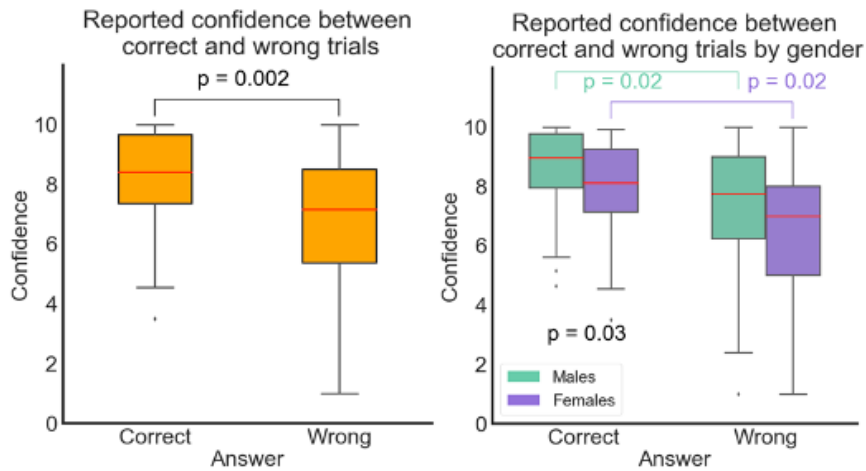 Reported confidence between
correct and wrong trials
p = 0.002
10
8
6
4
2
0
Confidence
Correct
Wrong
Answer
Reported confidence between
correct and wrong trials by gender
p = 0.02
p = 0.02
10
8
6
4
2
0
Confidence
p = 0.03
Males
Females
Correct
Wrong
Answer